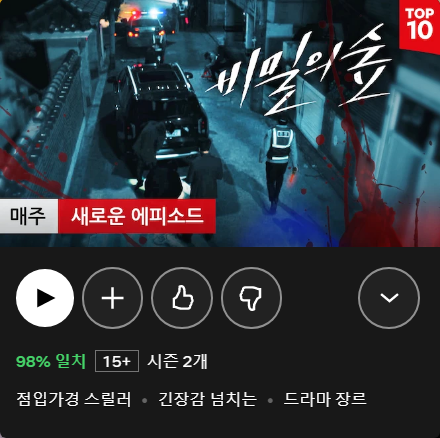 TOP
10
비밀의 숲
매주 새로운 에피소드
98% 일치 15+ 시즌 2개
점입가경 스릴러 • 긴장감 넘치는 • 드라마 장르